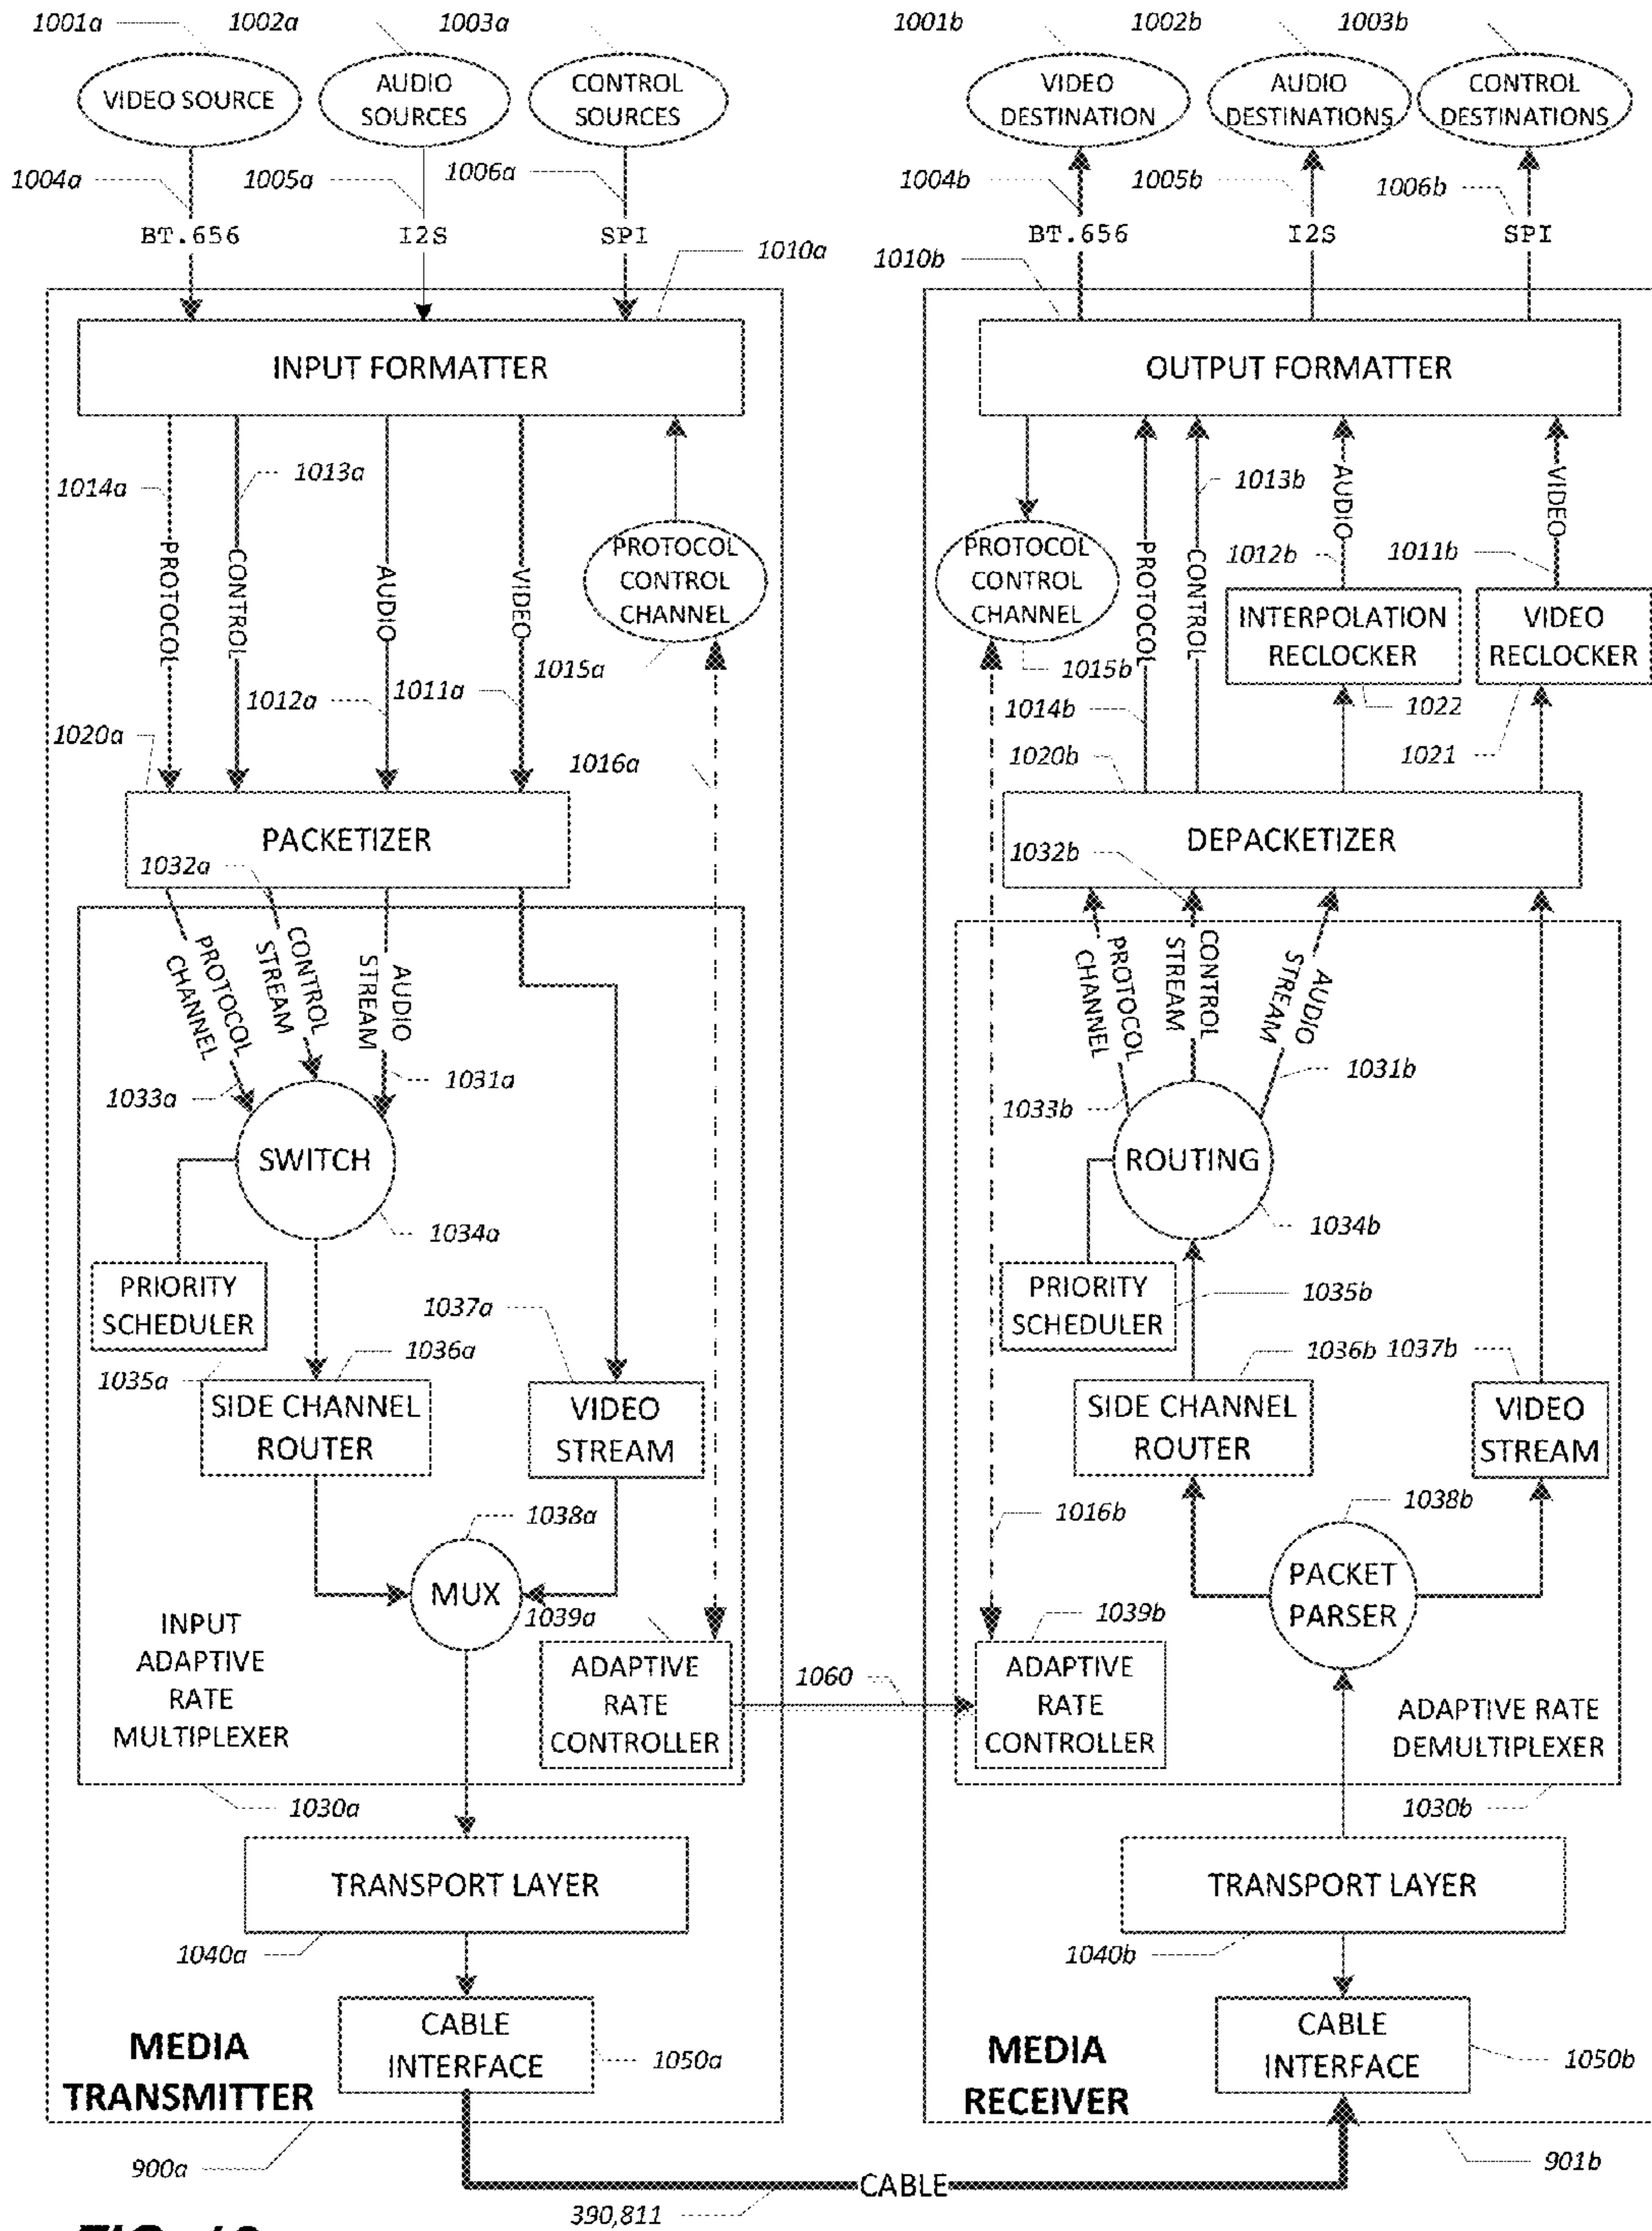 1001a 1002a 1003a 1001b 1002b 1003b
VIDEO SOURCE
AUDIO
SOURCES
CONTROL
SOURCES
VIDEO
DESTINATION
AUDIO
DESTINATIONS
CONTROL
DESTINATIONS
1004a 1005a 1006a 1004b 1005b 1006b
BT.656 I2S SPI BT.656 I2S SPI
1010a 1010b
INPUT FORMATTER
OUTPUT FORMATTER
1014a 1013a 1013b
PROTOCOL
CONTROL
AUDIO
VIDEO
PROTOCOL
CONTROL
CHANNEL
PROTOCOL
CONTROL
CHANNEL
PROTOCOL
CONTROL
AUDIO
VIDEO
1012b 1011b
INTERPOLATION
RECLOCKER
VIDEO
RECLOCKER
1012a 1011a 1015a 1015b
1014b 1022
1020a 1016a 1020b 1021
PACKETIZER
DEPACKETIZER
1032a 1032b
PROTOCOL
CHANNEL
CONTROL
STREAM
AUDIO
STREAM
PROTOCOL
CHANNEL
CONTROL
STREAM
AUDIO
STREAM
1033a 1031a 1033b 1031b
SWITCH
ROUTING
1034a 1034b
PRIORITY
SCHEDULER
PRIORITY
SCHEDULER
1037a 1035b
1035a 1036a 1036b 1037b
SIDE CHANNEL
ROUTER
VIDEO
STREAM
SIDE CHANNEL
ROUTER
VIDEO
STREAM
1038a 1016b 1038b
MUX
PACKET
PARSER
1039a 1039b
INPUT
ADAPTIVE
RATE
MULTIPLEXER
ADAPTIVE
RATE
CONTROLLER
1060
ADAPTIVE
RATE
CONTROLLER
ADAPTIVE RATE
DEMULTIPLEXER
1030a 1030b
TRANSPORT LAYER
TRANSPORT LAYER
1040a 1040b
CABLE
INTERFACE
CABLE
INTERFACE
1050a 1050b
MEDIA
TRANSMITTER
MEDIA
RECEIVER
900a 901b
CABLE
390,811